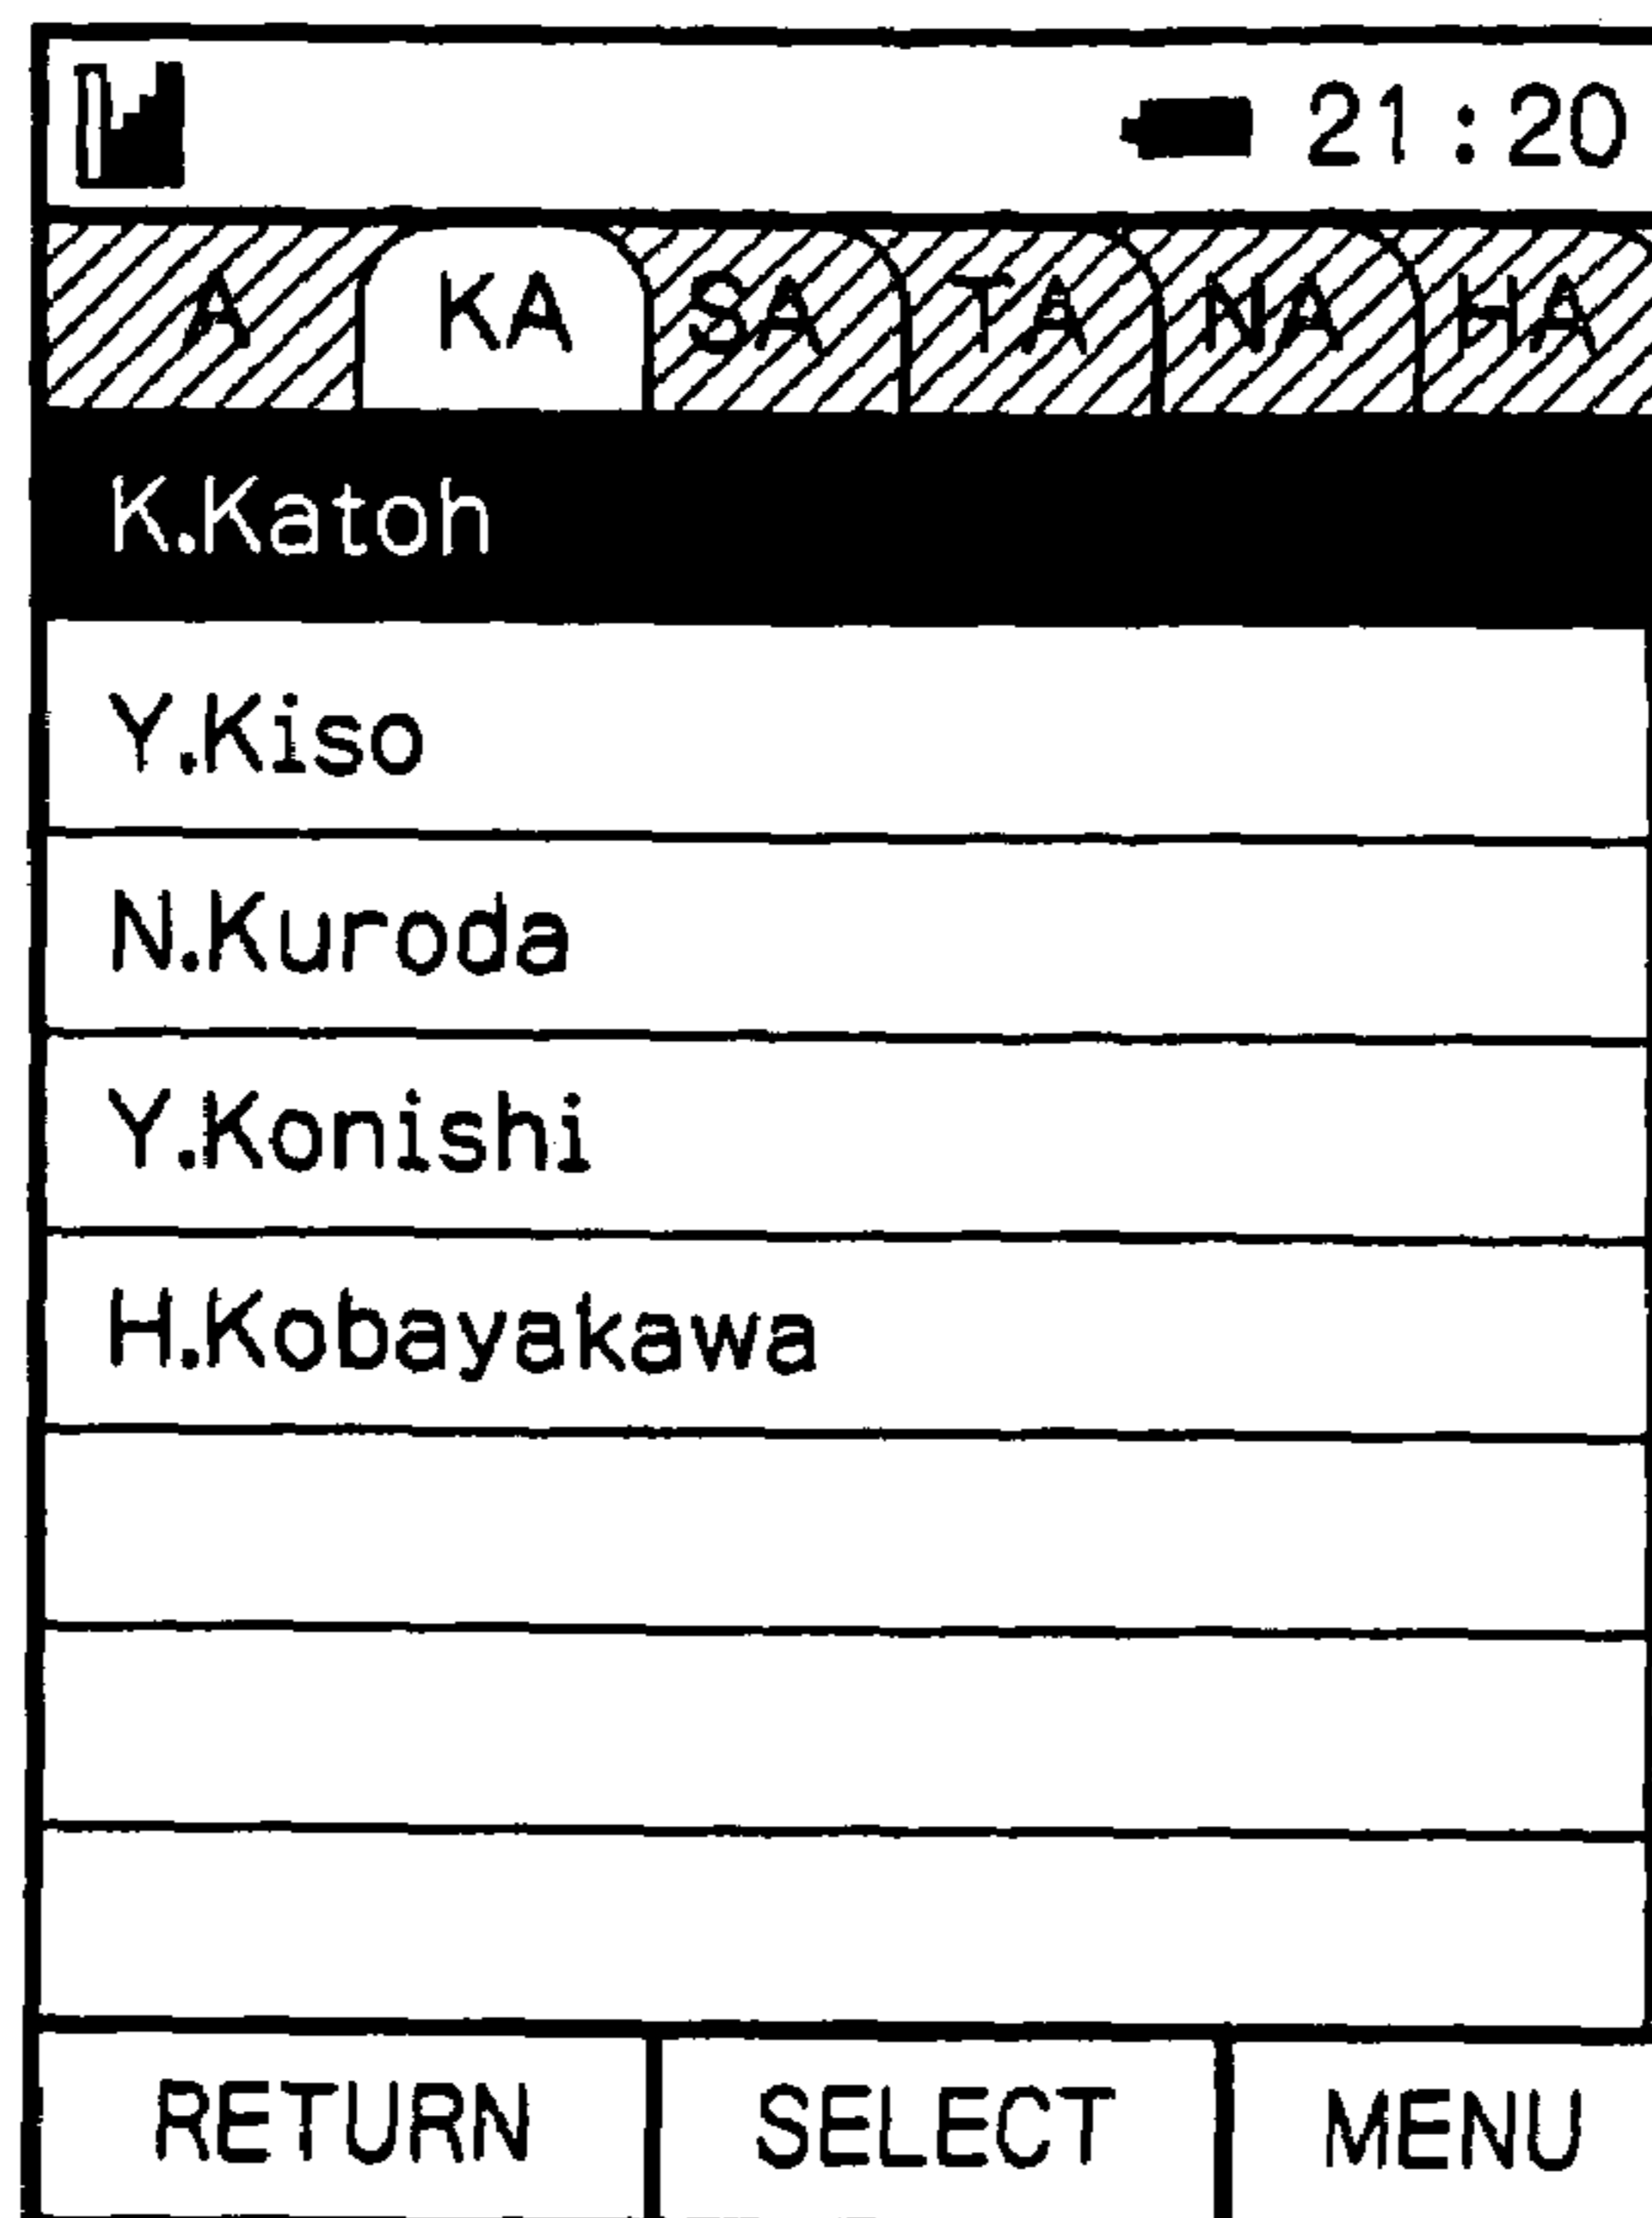 21:20
A KA SA TA NA HA
K.Katoh
Y.Kiso
N.Kuroda
Y.Konishi
H.Kobayakawa
RETURN SELECT MENU